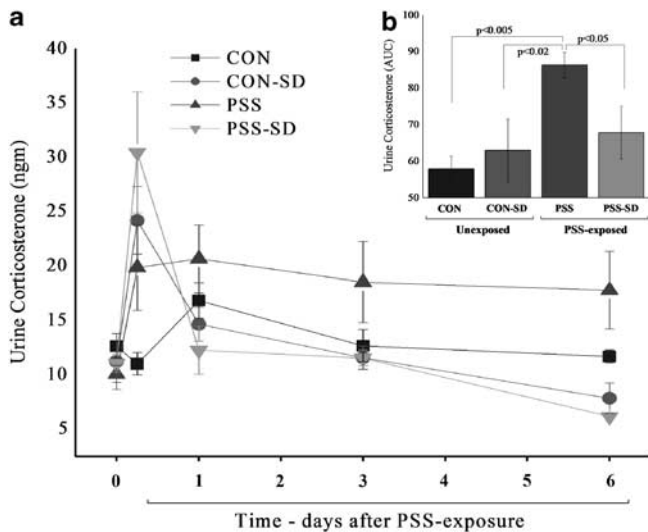 a
Urine Corticosterone (ngm)
40
35
30
25
20
15
10
5
CON
CON-SD
PSS
PSS-SD
0 1 2 3 4 5 6
Time - days after PSS-exposure
b
Urine Corticosterone (AUC)
90
80
70
60
50
p<0.005
p<0.02
p<0.05
CON CON-SD PSS PSS-SD
Unexposed PSS-exposed